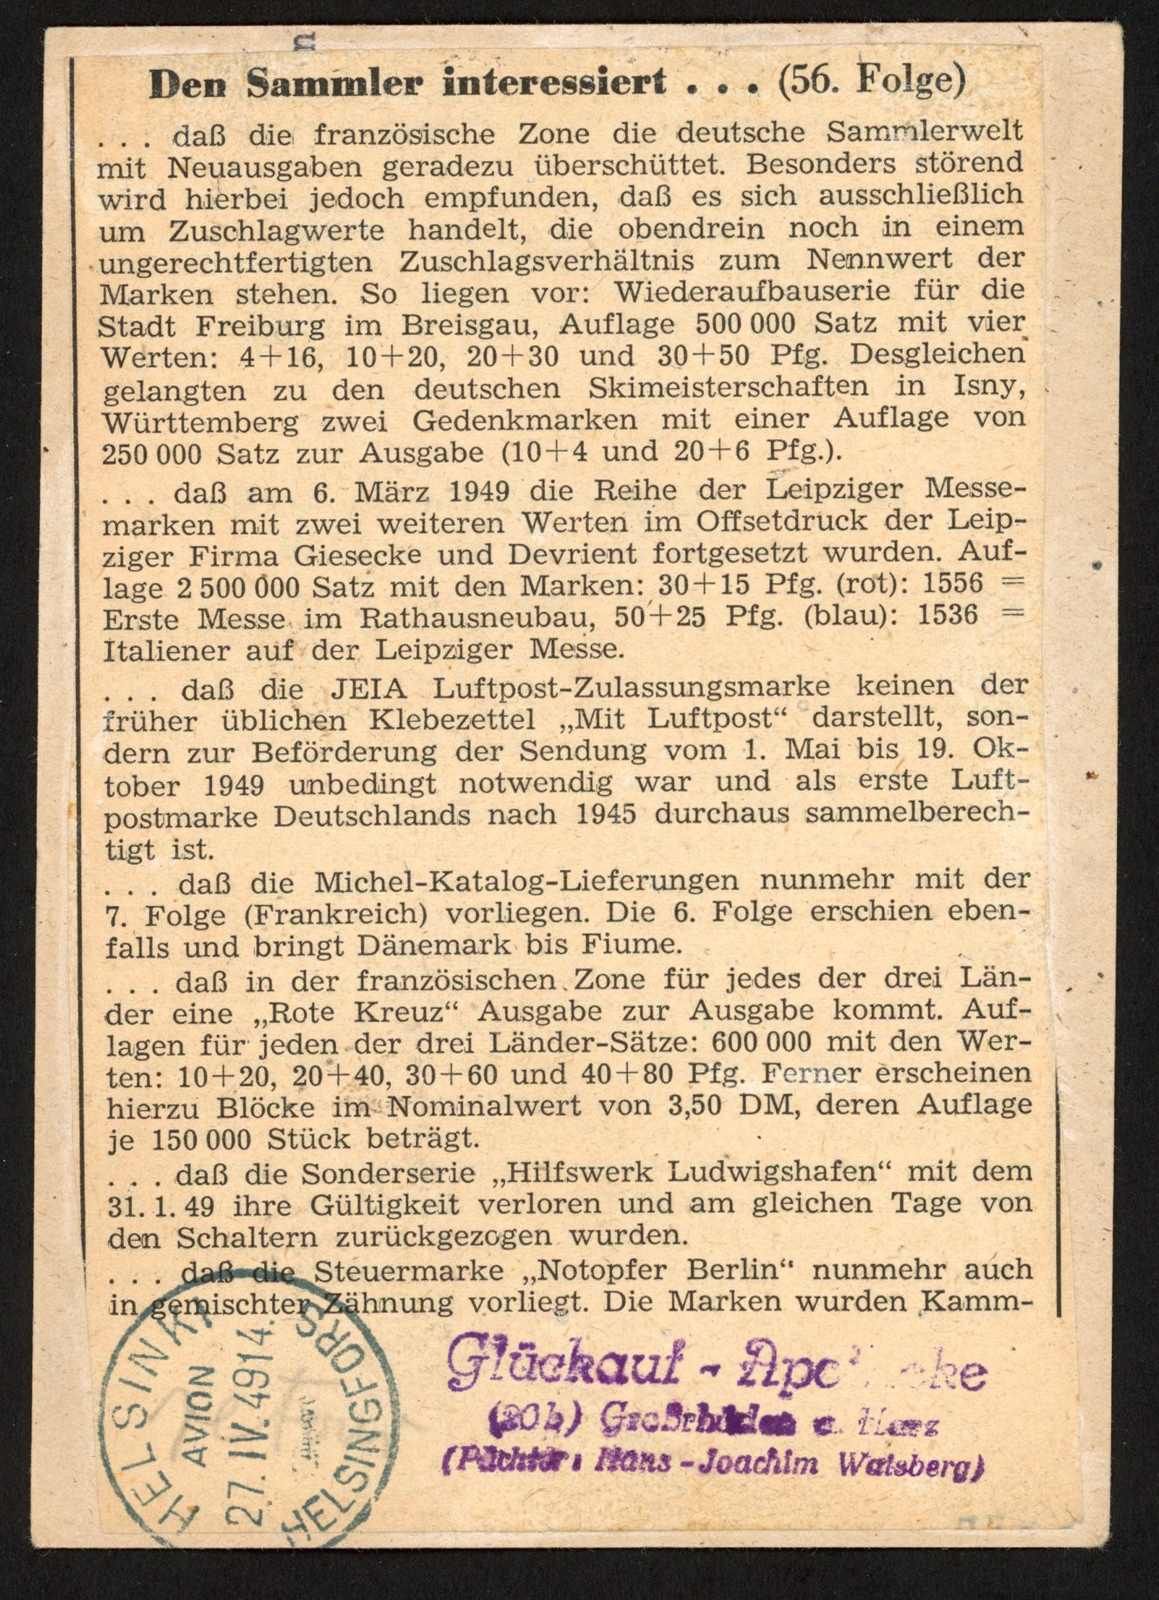 Den Sammler interessiert . . . (56. Folge)
. . . daß die französische Zone die deutsche Sammlerwelt
mit Neuausgaben geradezu überschüttet. Besonders störend
wird hierbei jedoch empfunden, daß es sich ausschließlich
um Zuschlagwerte handelt, die obendrein noch in einem
ungerechtfertigten Zuschlagsverhältnis zum Nennwert der
Marken stehen. So liegen vor: Wiederaufbauserie für die
Stadt Freiburg im Breisgau, Auflage 500 000 Satz mit vier
Werten: 4+16, 10+20, 20+30 und 30+50 Pfg. Desgleichen
gelangten zu den deutschen Skimeisterschaften in Isny,
Württemberg zwei Gedenkmarken mit einer Auflage von
250 000 Satz zur Ausgabe (10+4 und 20+6 Pfg.).
. . . daß am 6. März 1949 die Reihe der Leipziger Messe-
marken mit zwei weiteren Werten im Offsetdruck der Leip-
ziger Firma Giesecke und Devrient fortgesetzt wurden. Auf-
lage 2 500 000 Satz mit den Marken: 30+15 Pfg. (rot): 1556 =
Erste Messe im Rathausneubau, 50+25 Pfg. (blau): 1536 =
Italiener auf der Leipziger Messe.
. . . daß die JEIA Luftpost-Zulassungsmarke keinen der
früher üblichen Klebezettel „Mit Luftpost“ darstellt, son-
dern zur Beförderung der Sendung vom 1. Mai bis 19. Ok-
tober 1949 unbedingt notwendig war und als erste Luft-
postmarke Deutschlands nach 1945 durchaus sammelberech-
tigt ist.
. . . daß die Michel-Katalog-Lieferungen nunmehr mit der
7. Folge (Frankreich) vorliegen. Die 6. Folge erschien eben-
falls und bringt Dänemark bis Fiume.
. . . daß in der französischen Zone für jedes der drei Län-
der eine „Rote Kreuz“ Ausgabe zur Ausgabe kommt. Auf-
lagen für jeden der drei Länder-Sätze: 600 000 mit den Wer-
ten: 10+20, 20+40, 30+60 und 40+80 Pfg. Ferner erscheinen
hierzu Blöcke im Nominalwert von 3,50 DM, deren Auflage
je 150 000 Stück beträgt.
. . . daß die Sonderserie „Hilfswerk Ludwigshafen“ mit dem
31. 1. 49 ihre Gültigkeit verloren und am gleichen Tage von
den Schaltern zurückgezogen wurden.
. . . daß die Steuermarke „Notopfer Berlin“ nunmehr auch
in gemischter Zähnung vorliegt. Die Marken wurden Kamm-
HELSINKI
AVION
27.IV.4914.
HELSINGFORS
Glückauf -
(20b) Harz
(Pächter: Hans-Joachim Walsberg)